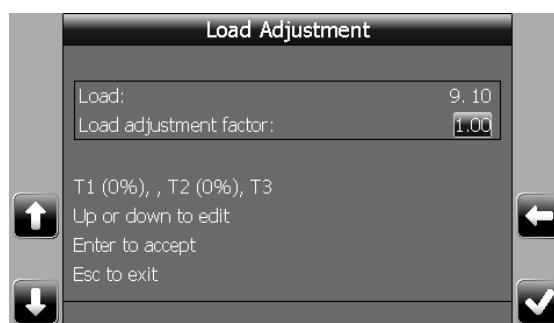 Load Adjustment
Load: 9.10
Load adjustment factor: 1.00
T1 (0%), , T2 (0%), T3
Up or down to edit
Enter to accept
Esc to exit